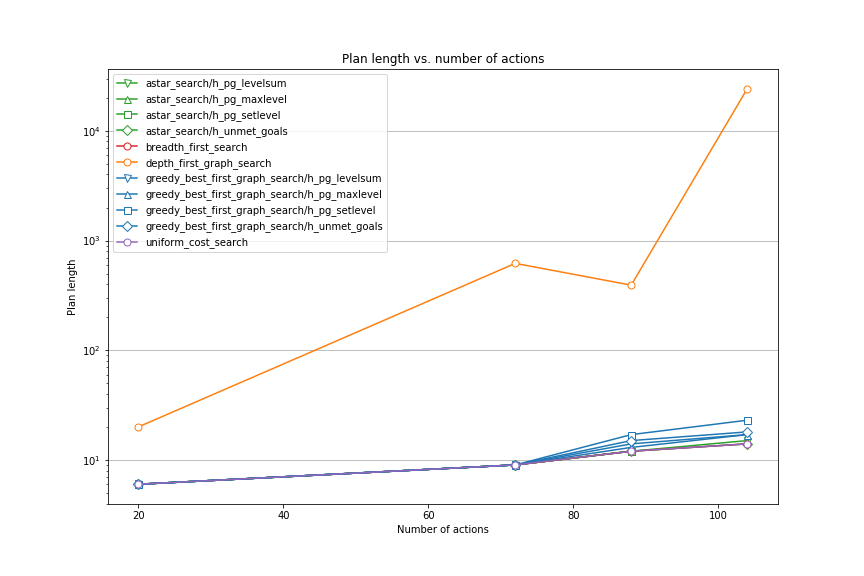 Plan length vs. number of actions
astar_search/h_pg_levelsum
astar_search/h_pg_maxlevel
astar_search/h_pg_setlevel
astar_search/h_unmet_goals
breadth_first_search
depth_first_graph_search
greedy_best_first_graph_search/h_pg_levelsum
greedy_best_first_graph_search/h_pg_maxlevel
greedy_best_first_graph_search/h_pg_setlevel
greedy_best_first_graph_search/h_unmet_goals
uniform_cost_search
Plan length
10⁴
10³
10²
10¹
20 40 60 80 100
Number of actions